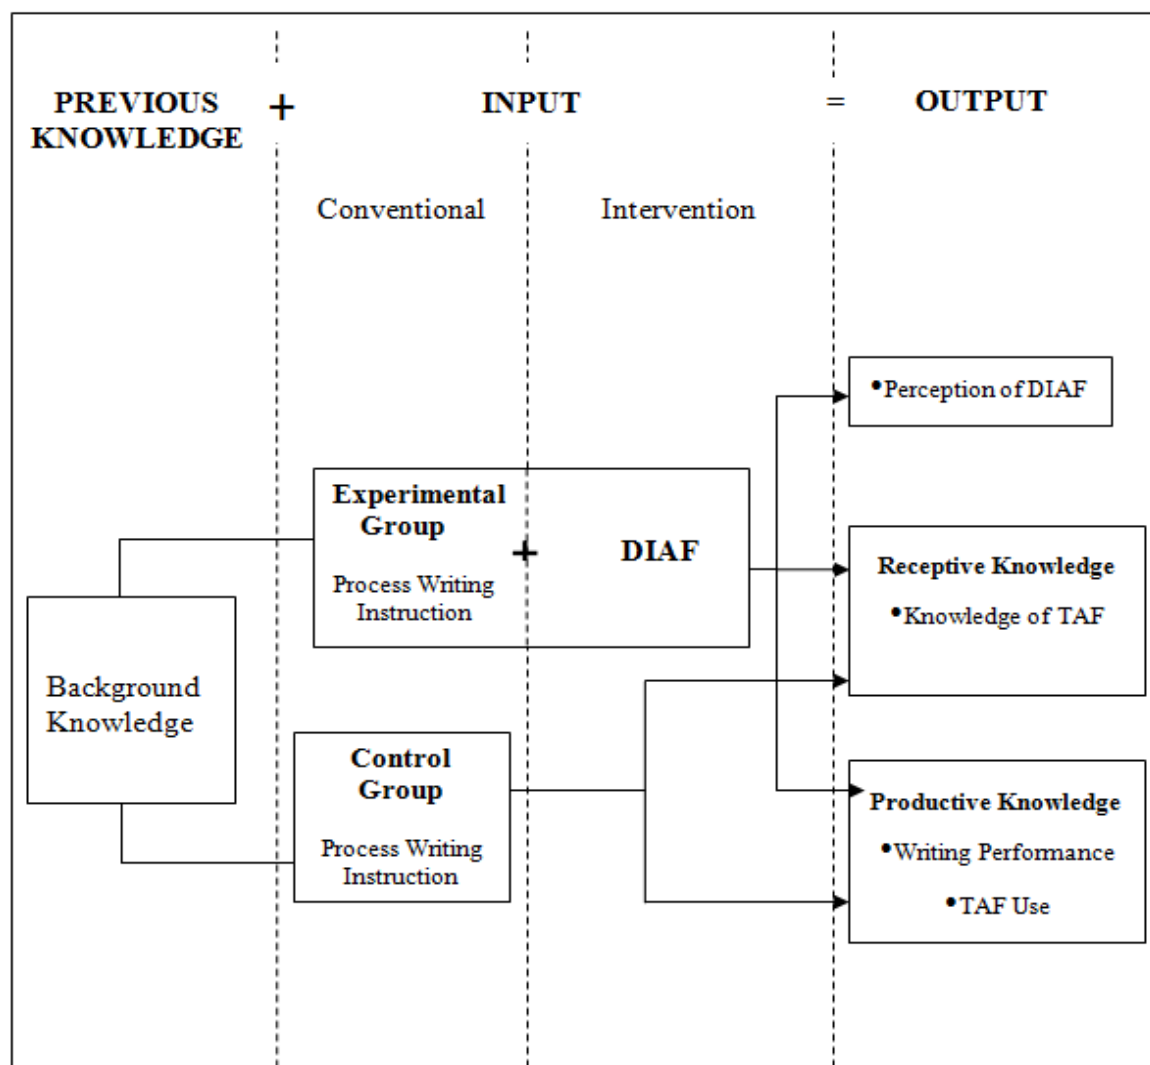 PREVIOUS
KNOWLEDGE
+
INPUT
=
OUTPUT
Conventional
Intervention
•Perception of DIAF
Experimental
Group
Process Writing
Instruction
+
DIAF
Receptive Knowledge
•Knowledge of TAF
Background
Knowledge
Control
Group
Process Writing
Instruction
Productive Knowledge
•Writing Performance
•TAF Use